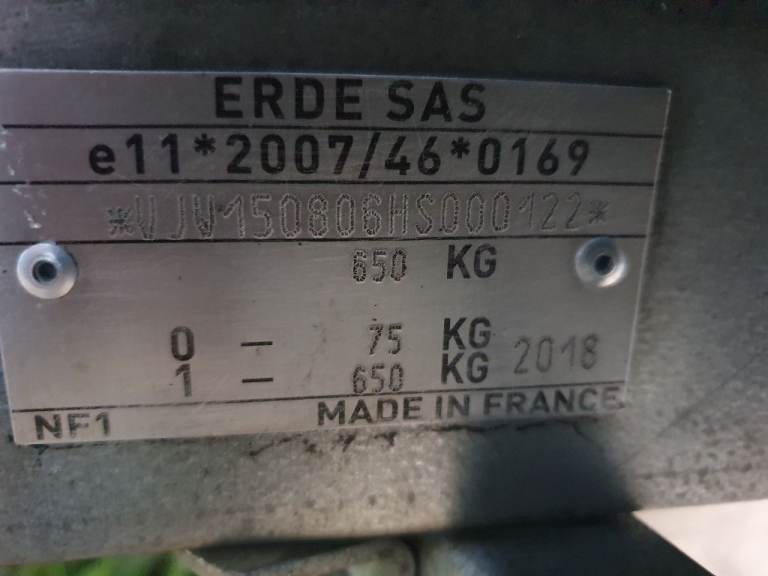 ERDE SAS
e11*2007/46*0169
*VJW150806HS000122*
650 KG
0 - 75 KG
1 - 650 KG 2018
NF1 MADE IN FRANCE